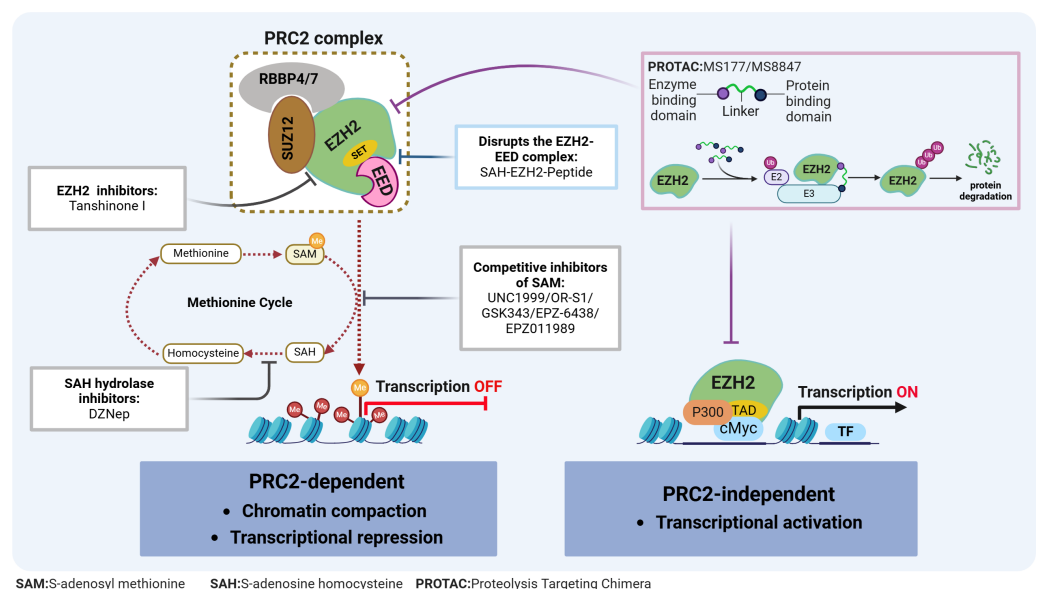 PRC2 complex
RBBP4/7
SUZ12
EZH2
SET
EED
PROTAC:MS177/MS8847
Enzyme
binding
domain
Linker
Protein
binding
domain
EZH2
Ub
E2
EZH2
E3
Ub
Ub
Ub
EZH2
protein
degradation
Disrupts the EZH2-
EED complex:
SAH-EZH2-Peptide
EZH2 inhibitors:
Tanshinone I
Methionine
SAM
Me
Methionine Cycle
Homocysteine
SAH
Competitive inhibitors
of SAM:
UNC1999/OR-S1/
GSK343/EPZ-6438/
EPZ011989
SAH hydrolase
inhibitors:
DZNep
Me
Me
Me
Me
Me
Transcription OFF
EZH2
P300
TAD
cMyc
Transcription ON
TF
PRC2-dependent
• Chromatin compaction
• Transcriptional repression
PRC2-independent
• Transcriptional activation
SAM:S-adenosyl methionine SAH:S-adenosine homocysteine PROTAC:Proteolysis Targeting Chimera